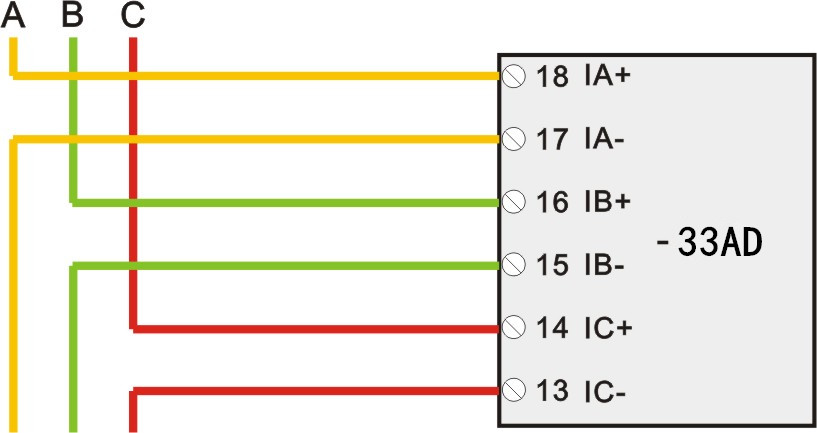 A B C
18 IA+
17 IA-
16 IB+
-33AD
15 IB-
14 IC+
13 IC-